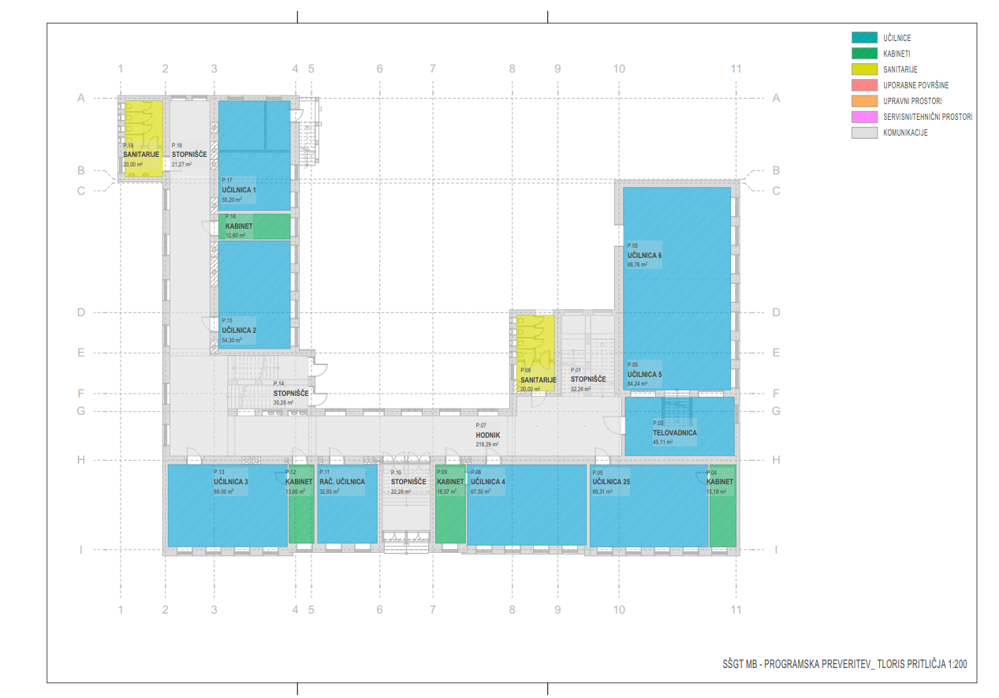 UČILNICE
KABINETI
SANITARIJE
UPORABNE POVRŠINE
UPRAVNI PROSTORI
SERVISNI/TEHNIČNI PROSTORI
KOMUNIKACIJE
1 2 3 4 5 6 7 8 9 10 11
A A
B B
C C
D D
E E
F F
G G
H H
I I
P.19
SANITARIJE
20,00 m²
P.18
STOPNIŠČE
21,27 m²
P.17
UČILNICA 1
55,20 m²
P.16
KABINET
12,60 m²
P.15
UČILNICA 2
54,30 m²
P.14
STOPNIŠČE
30,26 m²
P.05
UČILNICA 6
68,76 m²
P.05
UČILNICA 5
84,24 m²
P.08
SANITARIJE
20,00 m²
P.01
STOPNIŠČE
32,26 m²
P.03
TELOVADNICA
45,11 m²
P.07
HODNIK
216,29 m²
P.13
UČILNICA 3
69,00 m²
P.12
KABINET
13,86 m²
P.11
RAČ. UČILNICA
32,93 m²
P.10
STOPNIŠČE
22,26 m²
P.09
KABINET
16,57 m²
P.06
UČILNICA 4
67,50 m²
P.05
UČILNICA 25
68,31 m²
P.04
KABINET
15,18 m²
1 2 3 4 5 6 7 8 9 10 11
SŠGT MB - PROGRAMSKA PREVERITEV_ TLORIS PRITLIČJA 1:200